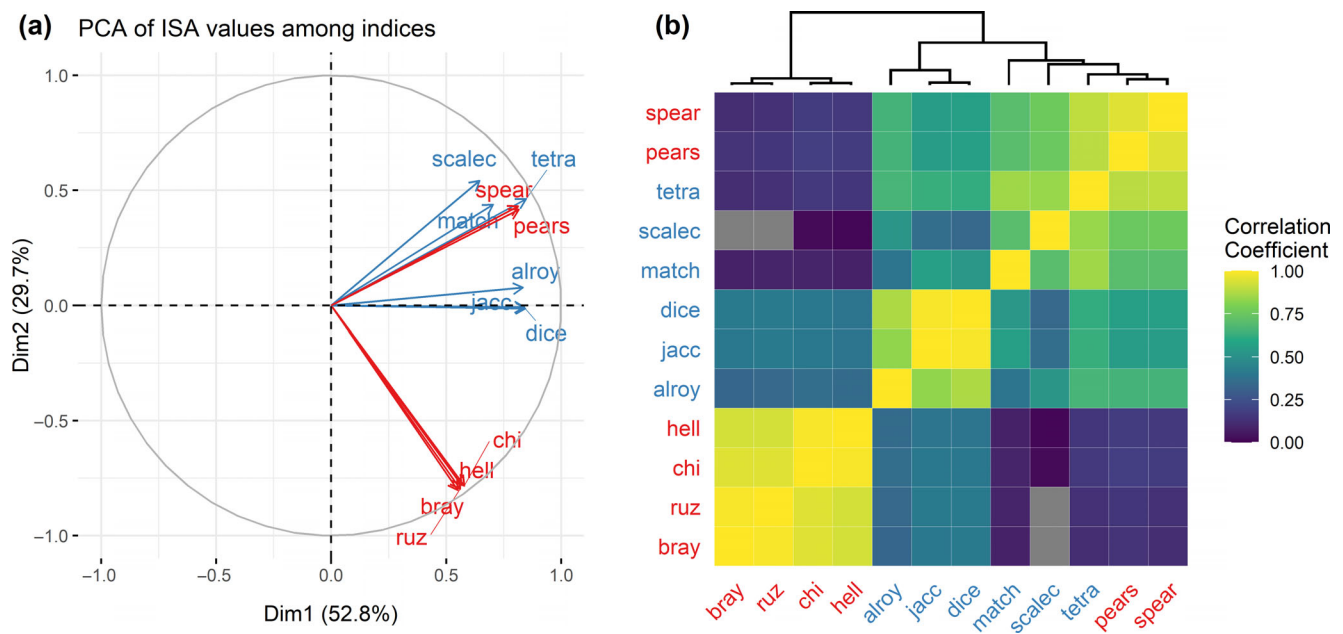 (a) PCA of ISA values among indices
1.0
0.5
0.0
−0.5
−1.0
Dim2 (29.7%)
scalec
tetra
spear
match
pears
alroy
jacc
dice
chi
hell
bray
ruz
−1.0 −0.5 0.0 0.5 1.0
Dim1 (52.8%)
(b)
spear
pears
tetra
scalec
match
dice
jacc
alroy
hell
chi
ruz
bray
bray ruz chi hell alroy jacc dice match scalec tetra pears spear
Correlation
Coefficient
1.00
0.75
0.50
0.25
0.00